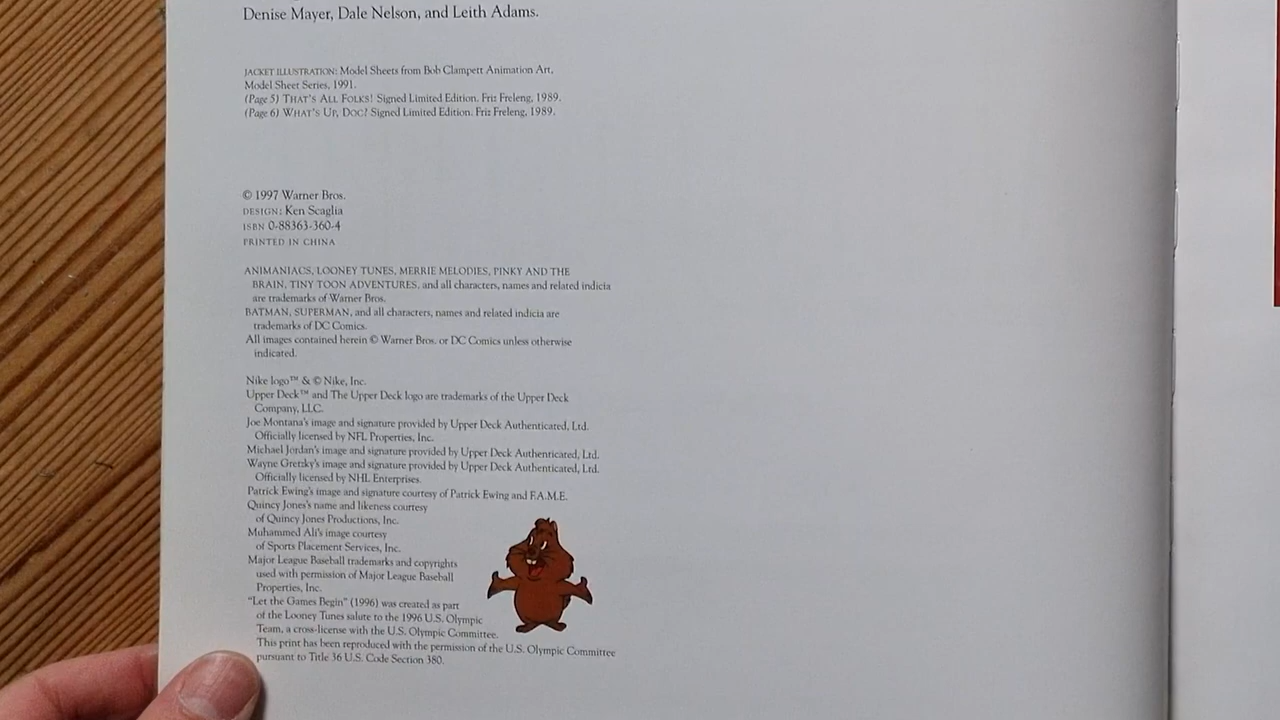 Denise Mayer, Dale Nelson, and Leith Adams.
JACKET ILLUSTRATION: Model Sheets from Bob Clampett Animation Art,
Model Sheet Series, 1991.
(Page 5) THAT'S ALL FOLKS! Signed Limited Edition. Friz Freleng, 1989.
(Page 6) WHAT'S UP, DOC? Signed Limited Edition. Friz Freleng, 1989.
© 1997 Warner Bros.
DESIGN: Ken Scaglia
ISBN 0-88363-360-4
PRINTED IN CHINA
ANIMANIACS, LOONEY TUNES, MERRIE MELODIES, PINKY AND THE
BRAIN, TINY TOON ADVENTURES, and all characters, names and related indicia
are trademarks of Warner Bros.
BATMAN, SUPERMAN, and all characters, names and related indicia are
trademarks of DC Comics.
All images contained herein © Warner Bros. or DC Comics unless otherwise
indicated.
Nike logo™ & © Nike, Inc.
Upper Deck™ and The Upper Deck logo are trademarks of the Upper Deck
Company, LLC.
Joe Montana's image and signature provided by Upper Deck Authenticated, Ltd.
Officially licensed by NFL Properties, Inc.
Michael Jordan's image and signature provided by Upper Deck Authenticated, Ltd.
Wayne Gretzky's image and signature provided by Upper Deck Authenticated, Ltd.
Officially licensed by NHL Enterprises.
Patrick Ewing's image and signature courtesy of Patrick Ewing and F.A.M.E.
Quincy Jones's name and likeness courtesy
of Quincy Jones Productions, Inc.
Muhammed Ali's image courtesy
of Sports Placement Services, Inc.
Major League Baseball trademarks and copyrights
used with permission of Major League Baseball
Properties, Inc.
"Let the Games Begin" (1996) was created as part
of the Looney Tunes salute to the 1996 U.S. Olympic
Team, a cross-license with the U.S. Olympic Committee.
This print has been reproduced with the permission of the U.S. Olympic Committee
pursuant to Title 36 U.S. Code Section 380.